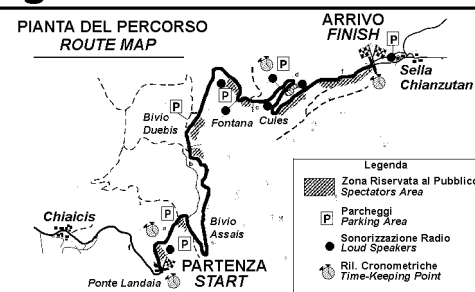 PIANTA DEL PERCORSO
ROUTE MAP
ARRIVO
FINISH
P
P
Sella
Chianzutan
P
P
Bivio
Duebis
Fontana
Cules
Chiaicis
P
P
Bivio
Assais
PARTENZA
START
Ponte Landaia
Legenda
Zona Riservata al Pubblico
Spectators Area
P
Parcheggi
Parking Area
Sonorizzazione Radio
Loud Speakers
Ril. Cronometriche
Time-Keeping Point